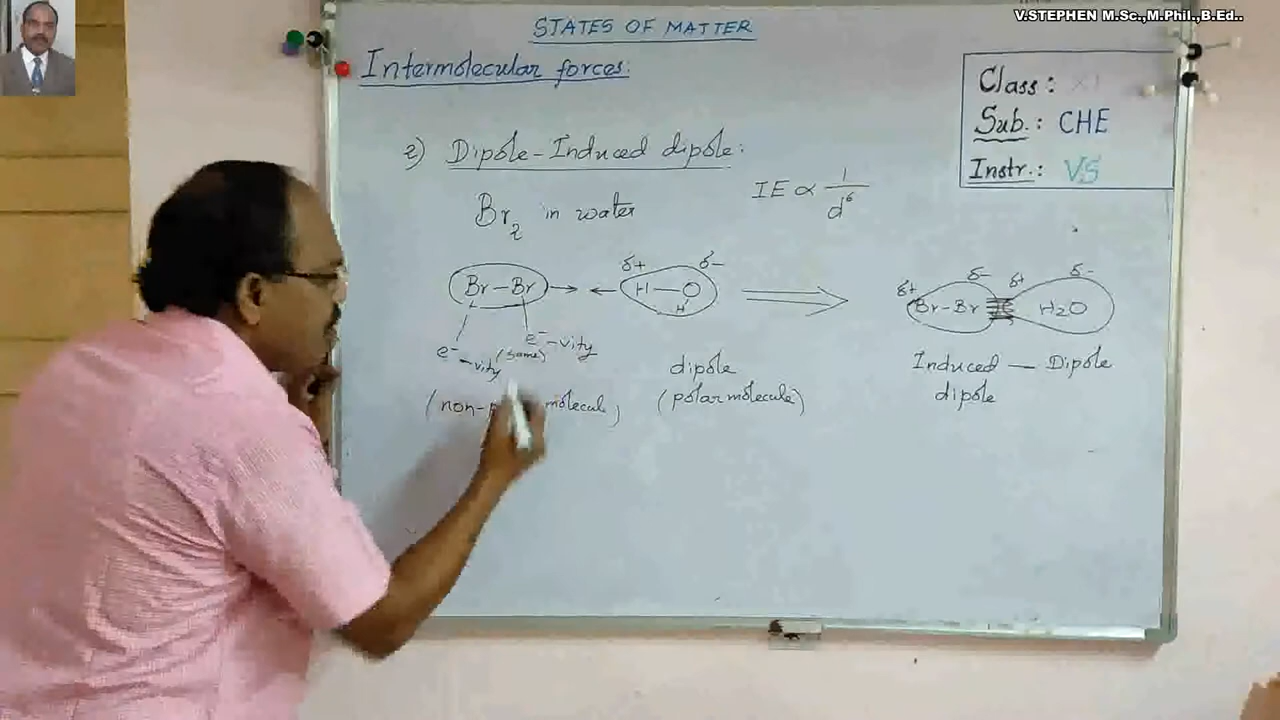 V.STEPHEN M.Sc.,M.Phil.,B.Ed..
STATES OF MATTER
Intermolecular forces:
Class: XI
Sub.: CHE
Instr.: VS
2) Dipole-Induced dipole:
IE ∝ 1/d⁶
Br₂ in water
Br-Br
δ+ δ-
H-O
H
δ+ δ- δ+ δ-
Br-Br H2O
e⁻-vity (same) e⁻-vity
(non- molecule)
dipole
(polar molecule)
Induced — Dipole
dipole